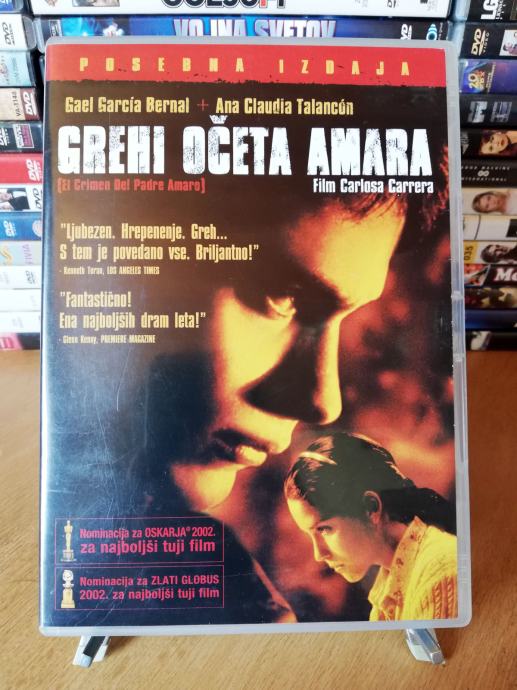 VOJNA SVETOV
POSEBNA IZDAJA
Gael García Bernal + Ana Claudia Talancón
GREHI OČETA AMARA
[El Crimen Del Padre Amaro]
Film Carlosa Carrera
"Ljubezen. Hrepenenje. Greh...
S tem je povedano vse. Briljantno!"
- Kenneth Turan, LOS ANGELES TIMES
"Fantastično!
Ena najboljših dram leta!"
- Glenn Kenny, PREMIERE MAGAZINE
Nominacija za OSKARJA® 2002.
za najboljši tuji film
Nominacija za ZLATI GLOBUS
2002. za najboljši tuji film